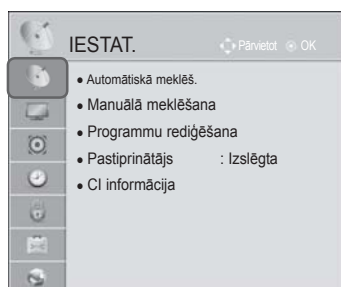 IESTAT. Pārvietot OK
• Automātiskā meklēš.
• Manuālā meklēšana
• Programmu rediģēšana
• Pastiprinātājs : Izslēgta
• CI informācija